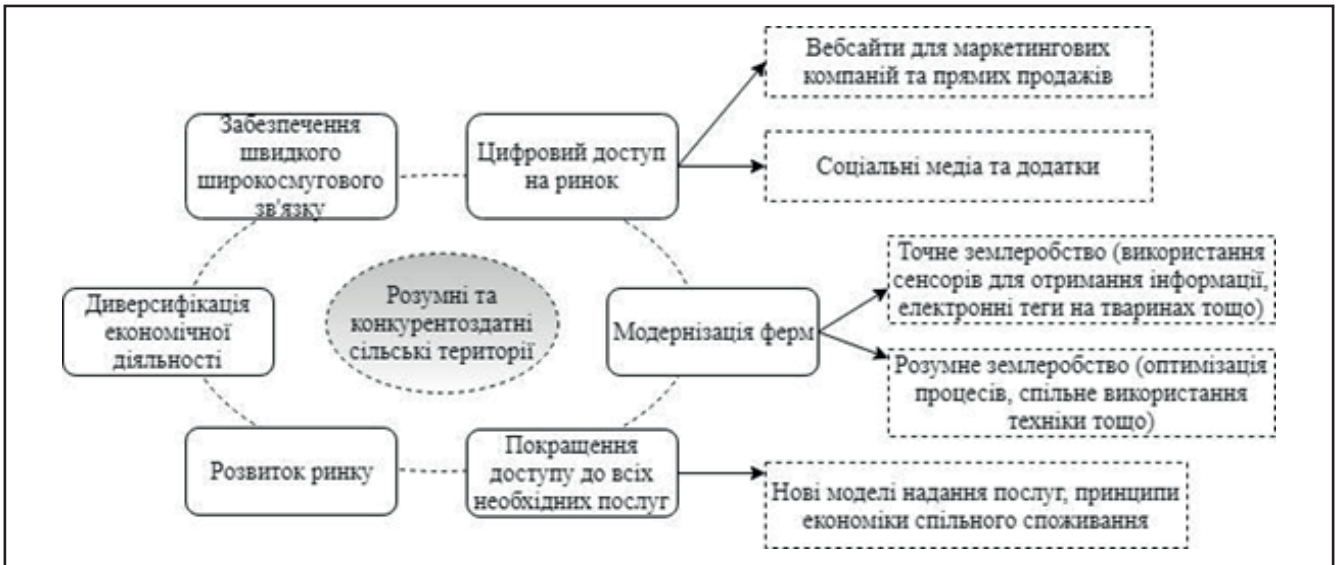 Вебсайти для маркетингових
компаній та прямих продажів
Забезпечення
швидкого
широкосмугового
зв'язку
Цифровий доступ
на ринок
Соціальні медіа та додатки
Точне землеробство (використання
сенсорів для отримання інформації,
електронні теги на тваринах тощо)
Диверсифікація
економічної
діяльності
Розумні та
конкурентоздатні
сільські території
Модернізація ферм
Розумне землеробство (оптимізація
процесів, спільне використання
техніки тощо)
Розвиток ринку
Покращення
доступу до всіх
необхідних послуг
Нові моделі надання послуг, принципи
економіки спільного споживання